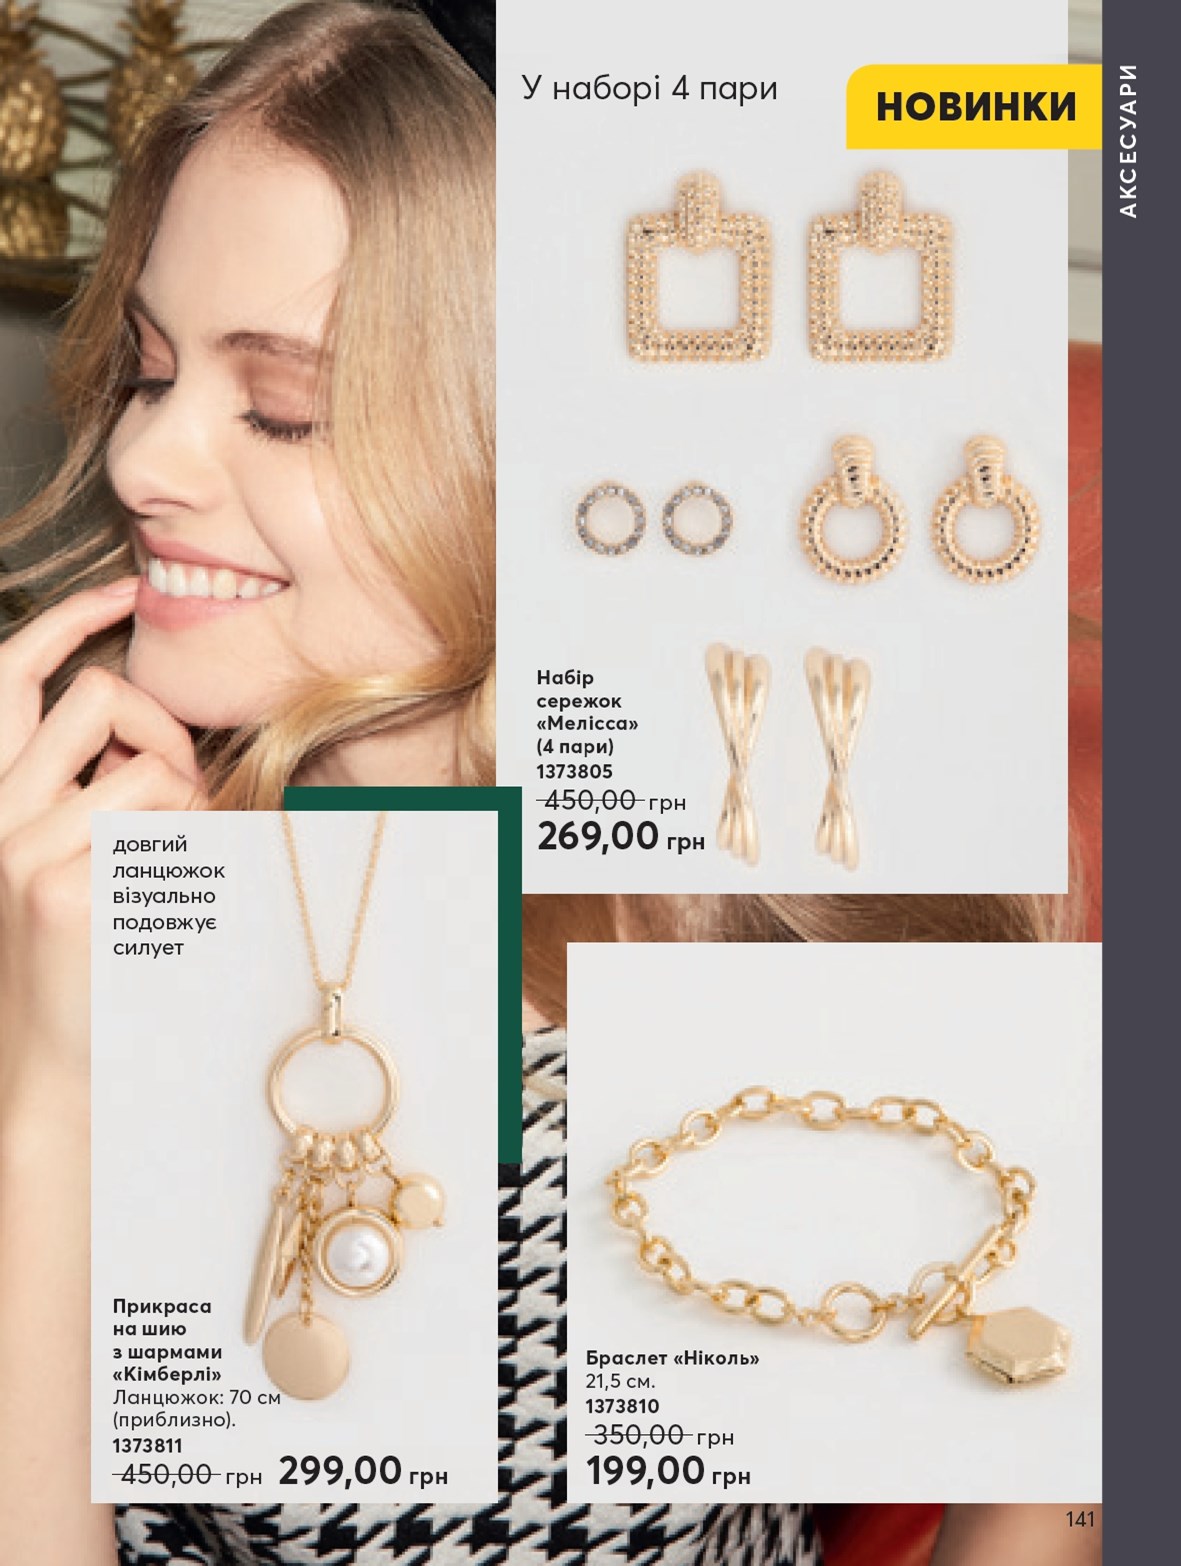 У наборі 4 пари
НОВИНКИ
АКСЕСУАРИ
Набір
сережок
«Мелісса»
(4 пари)
1373805
450,00 грн
269,00 грн
довгий
ланцюжок
візуально
подовжує
силует
Прикраса
на шию
з шармами
«Кімберлі»
Ланцюжок: 70 см
(приблизно).
1373811
450,00 грн 299,00 грн
Браслет «Ніколь»
21,5 см.
1373810
350,00 грн
199,00 грн
141